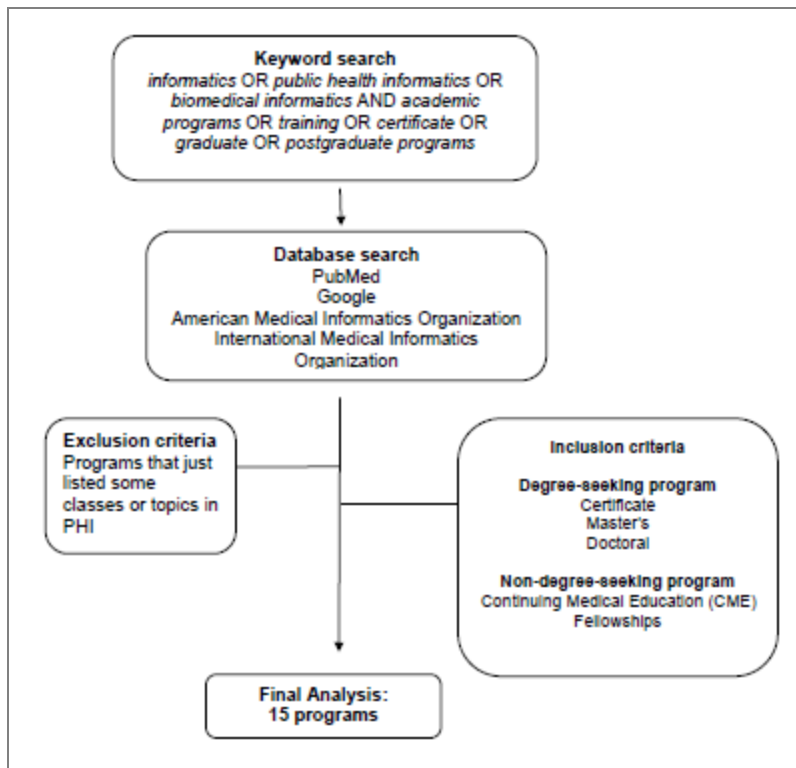 Keyword search
informatics OR public health informatics OR
biomedical informatics AND academic
programs OR training OR certificate OR
graduate OR postgraduate programs
Database search
PubMed
Google
American Medical Informatics Organization
International Medical Informatics
Organization
Exclusion criteria
Programs that just
listed some
classes or topics in
PHI
Inclusion criteria
Degree-seeking program
Certificate
Master's
Doctoral
Non-degree-seeking program
Continuing Medical Education (CME)
Fellowships
Final Analysis:
15 programs